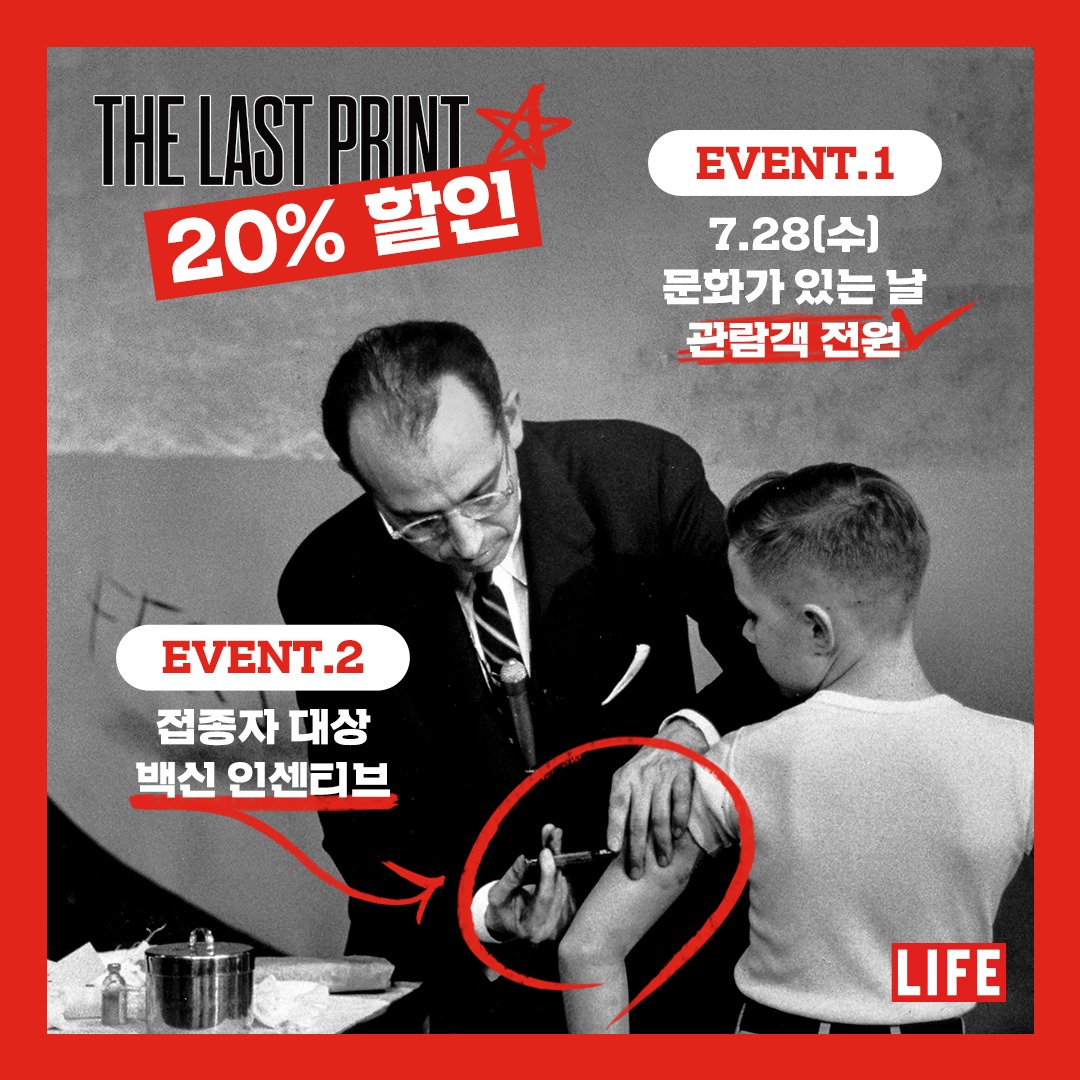 THE LAST PRINT
20% 할인
EVENT.1
7.28(수)
문화가 있는 날
관람객 전원
EVENT.2
접종자 대상
백신 인센티브
LIFE